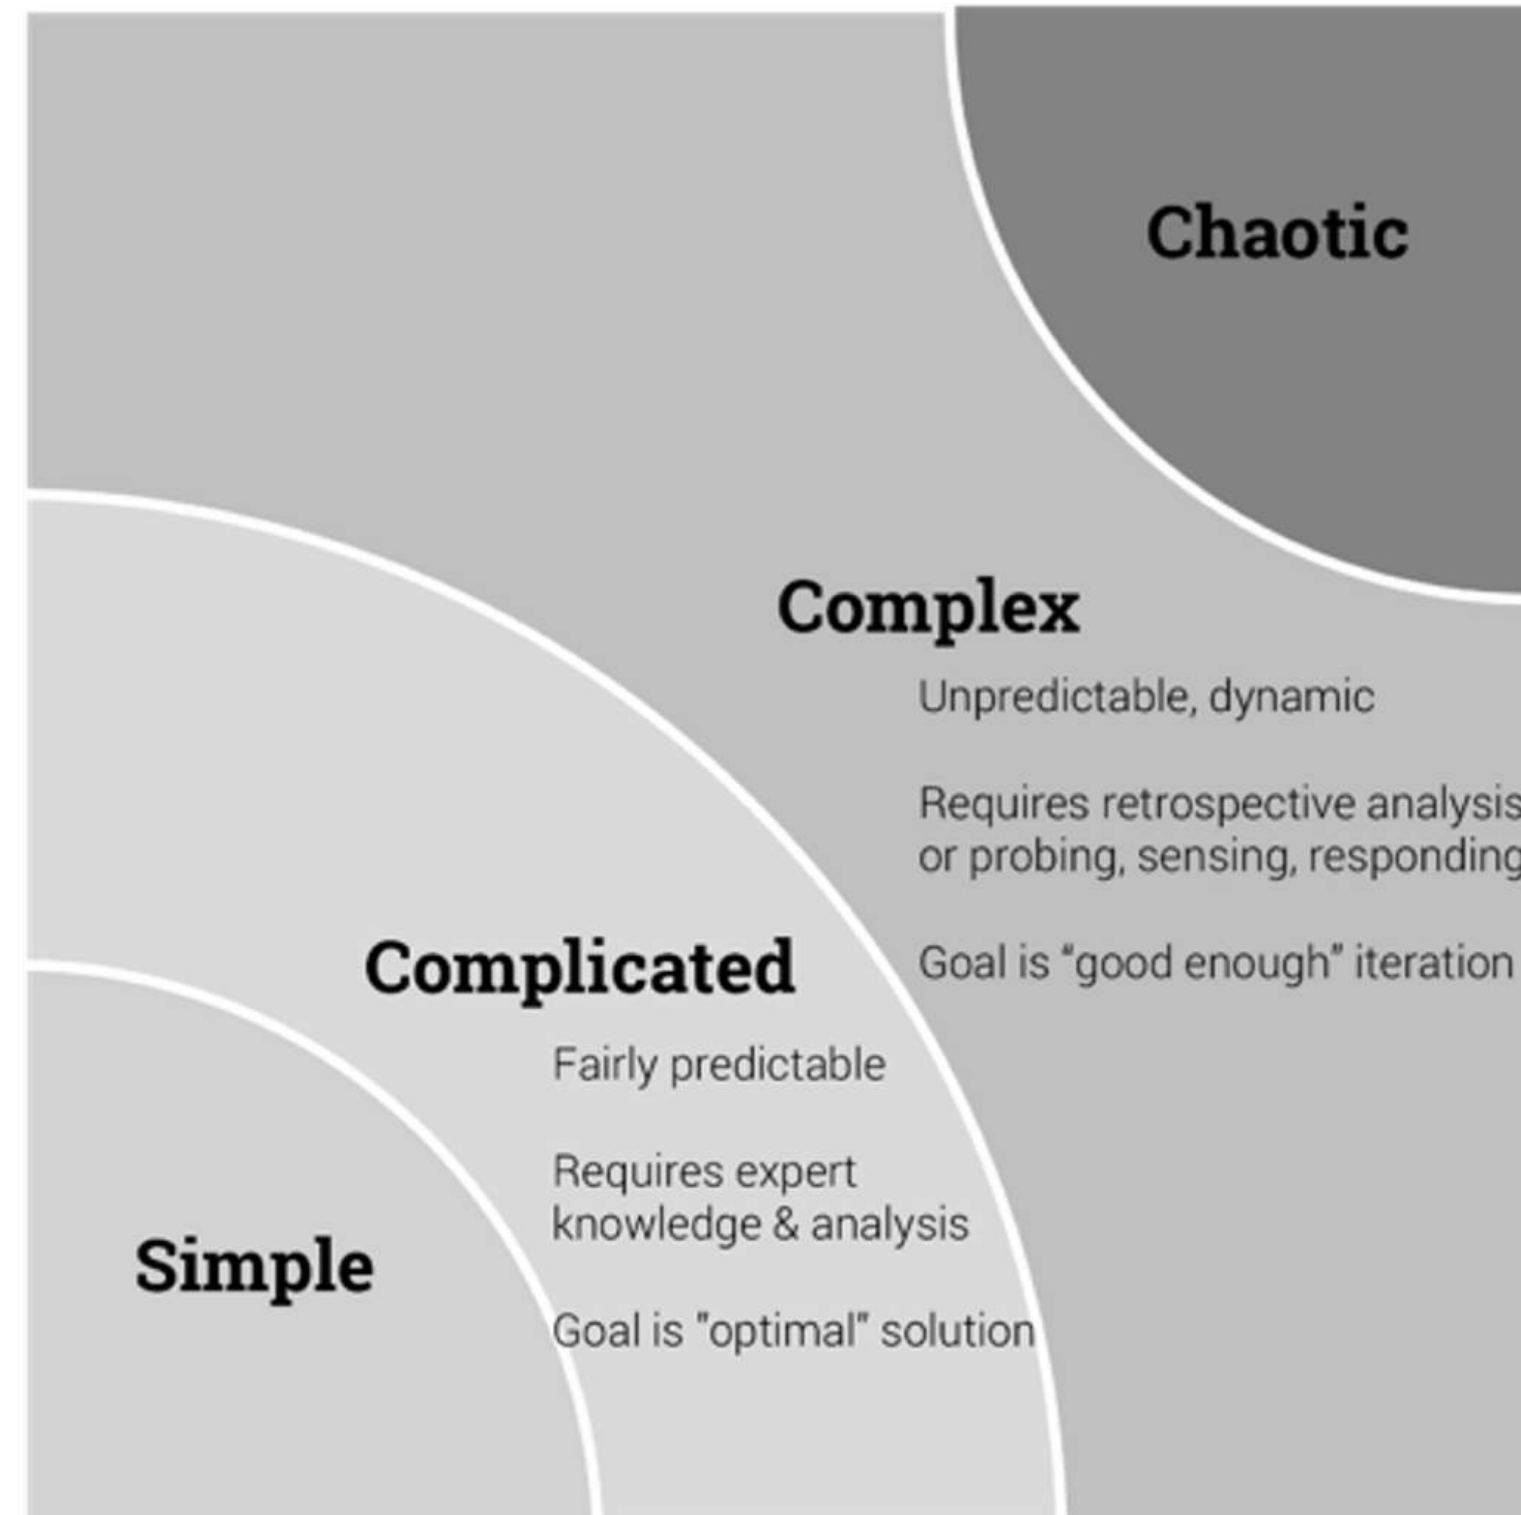 Chaotic
Complex
Unpredictable, dynamic
Requires retrospective analysis
or probing, sensing, responding
Goal is “good enough” iteration
Complicated
Fairly predictable
Requires expert
knowledge & analysis
Goal is "optimal" solution
Simple